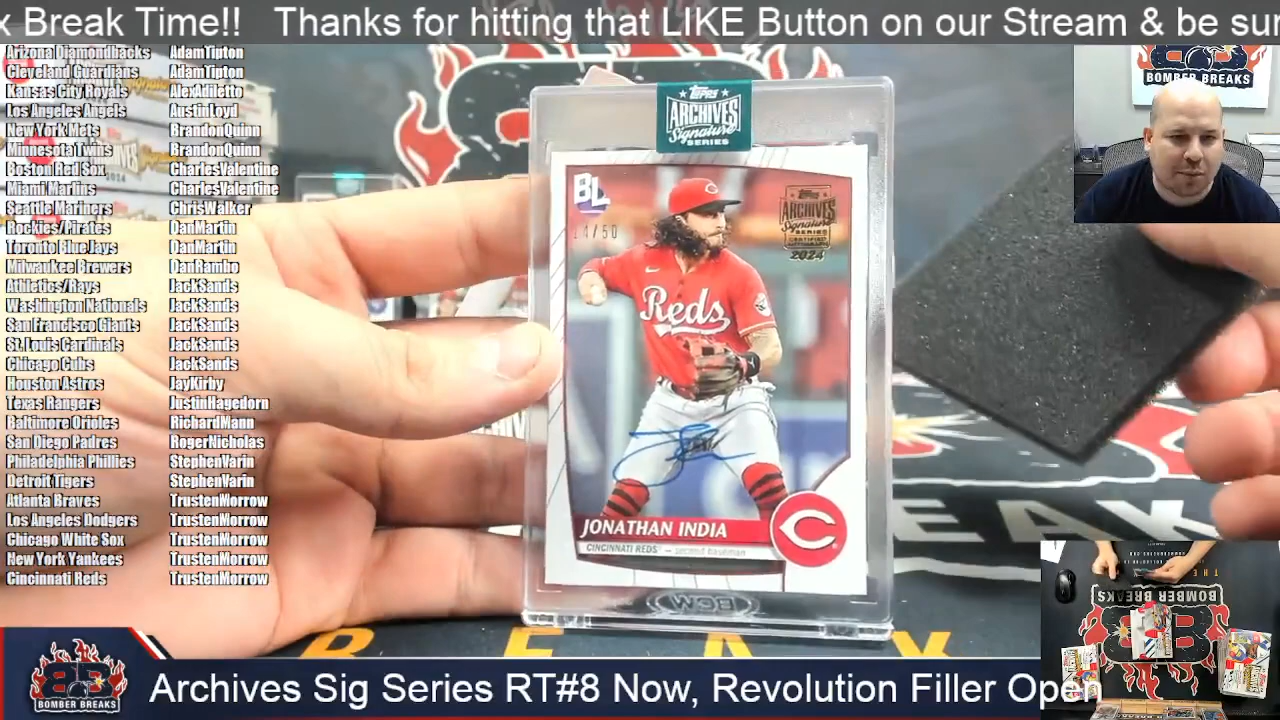 x Break Time!! Thanks for hitting that LIKE Button on our Stream & be sur
Arizona Diamondbacks AdamTipton
Cleveland Guardians AdamTipton
Kansas City Royals AlexAdiletto
Los Angeles Angels AustinLoyd
New York Mets BrandonQuinn
Minnesota Twins BrandonQuinn
Boston Red Sox CharlesValentine
Miami Marlins CharlesValentine
Seattle Mariners ChrisWalker
Rockies/Pirates DanMartin
Toronto Blue Jays DanMartin
Milwaukee Brewers DanRambo
Athletics/Rays JackSands
Washington Nationals JackSands
San Francisco Giants JackSands
St. Louis Cardinals JackSands
Chicago Cubs JackSands
Houston Astros JayKirby
Texas Rangers JustinHagedorn
Baltimore Orioles RichardMann
San Diego Padres RogerNicholas
Philadelphia Phillies StephenVarin
Detroit Tigers StephenVarin
Atlanta Braves TrustenMorrow
Los Angeles Dodgers TrustenMorrow
Chicago White Sox TrustenMorrow
New York Yankees TrustenMorrow
Cincinnati Reds TrustenMorrow
Topps
ARCHIVES
Signature
SERIES
BL
14/50
Topps
ARCHIVES
Signature
SERIES
CERTIFIED
AUTOGRAPH
2024
Reds
JONATHAN INDIA
CINCINNATI REDS — second baseman
BCW
BOMBER BREAKS
EAK
BREAK
BOMBER BREAKS
BOMBER BREAKS
Archives Sig Series RT#8 Now, Revolution Filler Open